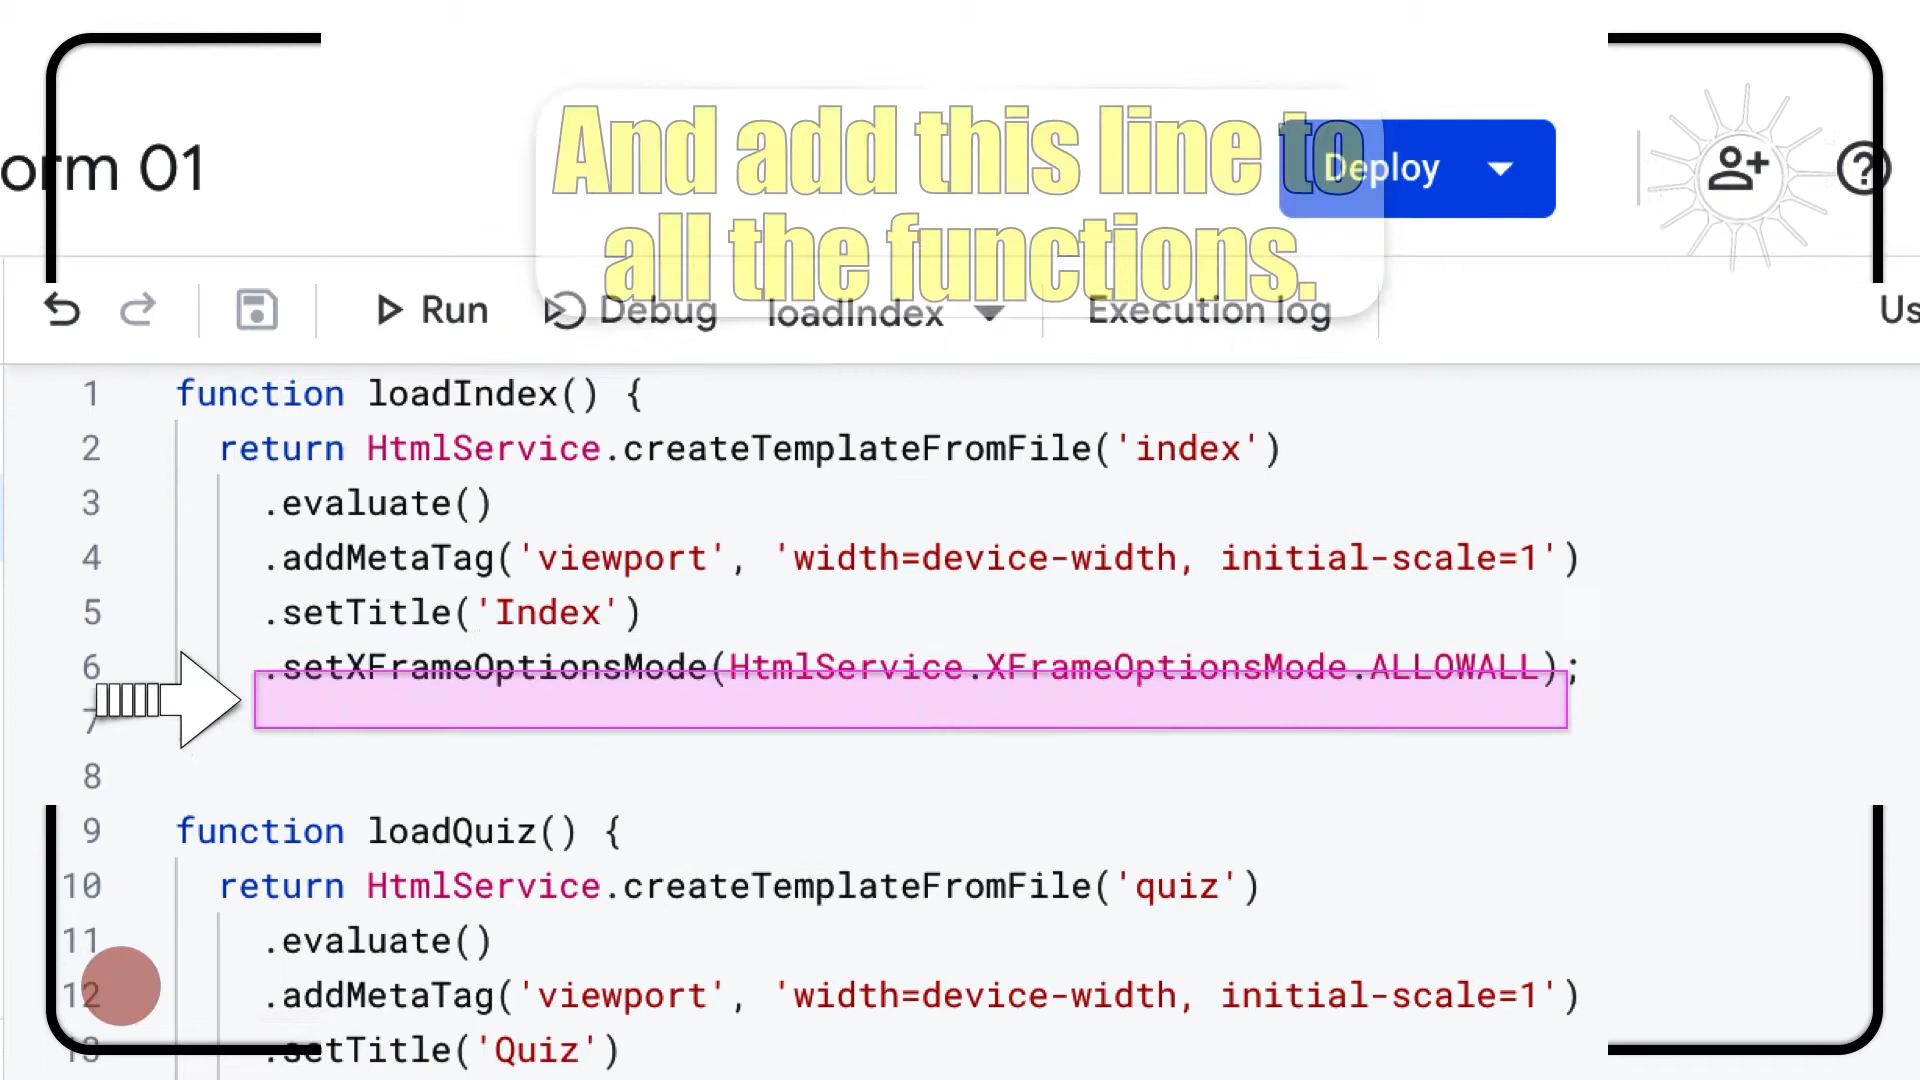 And add this line to
all the functions.
orm 01
Deploy
Run
Debug
loadIndex
Execution log
Us
1 function loadIndex() {
2 return HtmlService.createTemplateFromFile('index')
3 .evaluate()
4 .addMetaTag('viewport', 'width=device-width, initial-scale=1')
5 .setTitle('Index')
6 .setXFrameOptionsMode(HtmlService.XFrameOptionsMode.ALLOWALL);
7
8
9 function loadQuiz() {
10 return HtmlService.createTemplateFromFile('quiz')
11 .evaluate()
12 .addMetaTag('viewport', 'width=device-width, initial-scale=1')
13 .setTitle('Quiz')